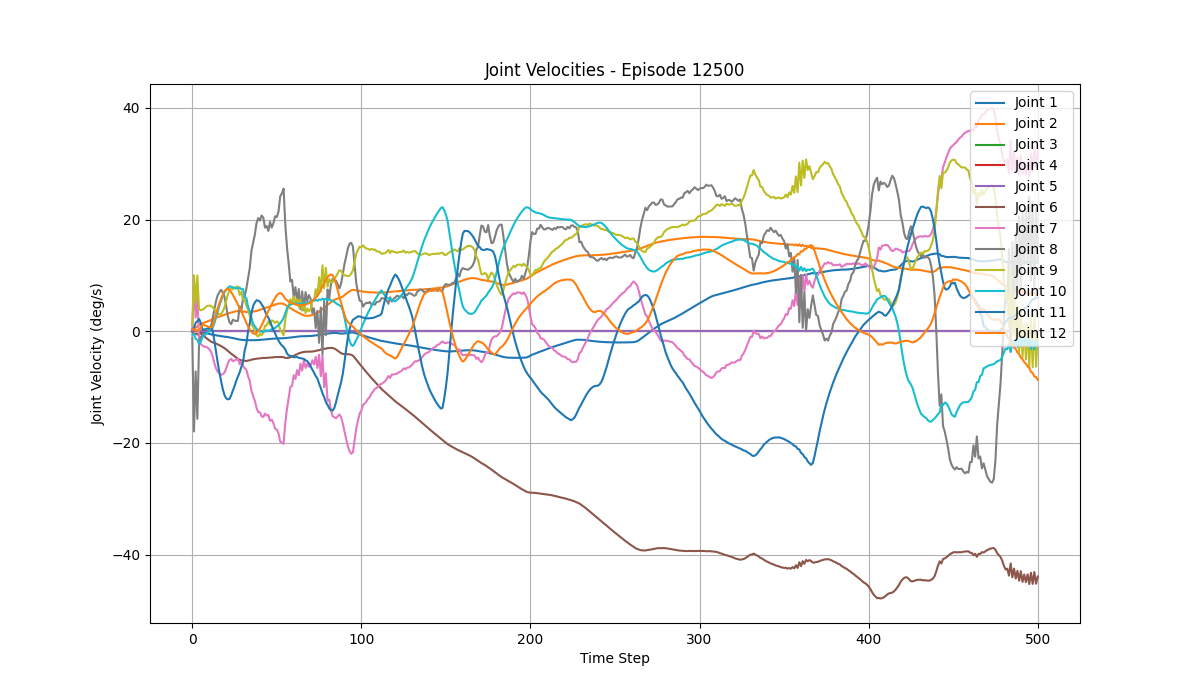 Joint Velocities - Episode 12500
Joint Velocity (deg/s)
40
20
0
−20
−40
0
100
200
300
400
500
Time Step
Joint 1
Joint 2
Joint 3
Joint 4
Joint 5
Joint 6
Joint 7
Joint 8
Joint 9
Joint 10
Joint 11
Joint 12